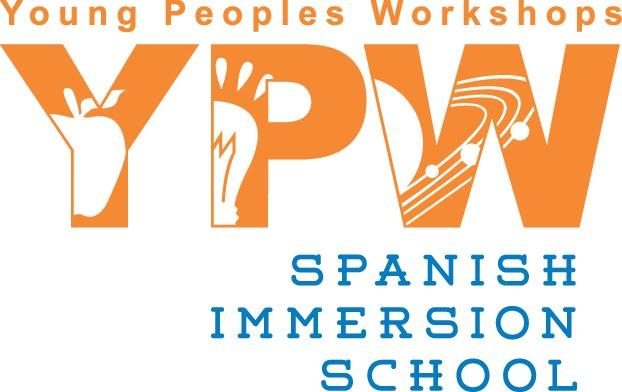 Young Peoples Workshops
YPW
SPANISH
IMMERSION
SCHOOL